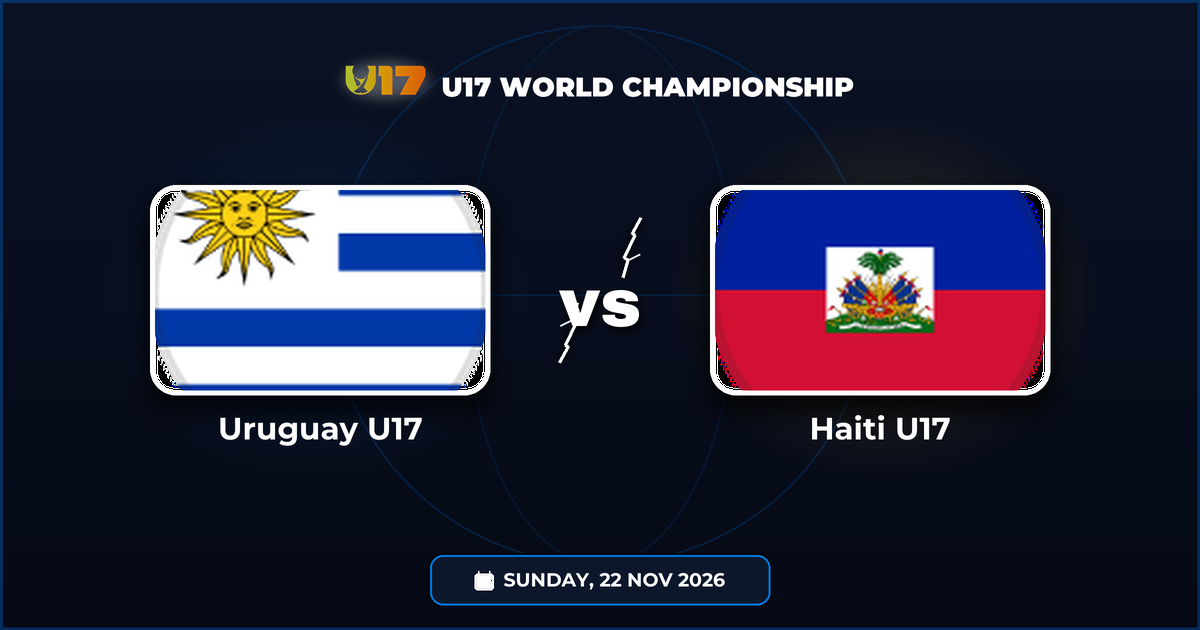 U17 U17 WORLD CHAMPIONSHIP
VS
Uruguay U17
Haiti U17
SUNDAY, 22 NOV 2026